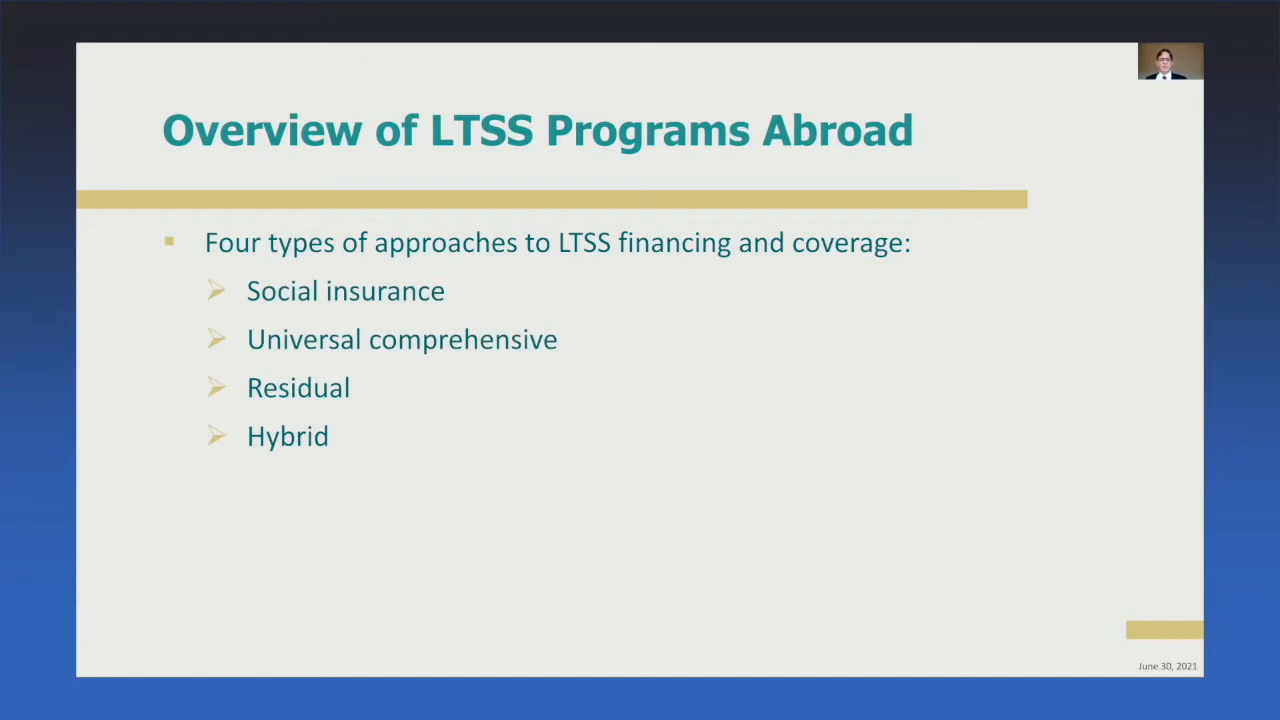 Overview of LTSS Programs Abroad
Four types of approaches to LTSS financing and coverage:
Social insurance
Universal comprehensive
Residual
Hybrid
June 30, 2021